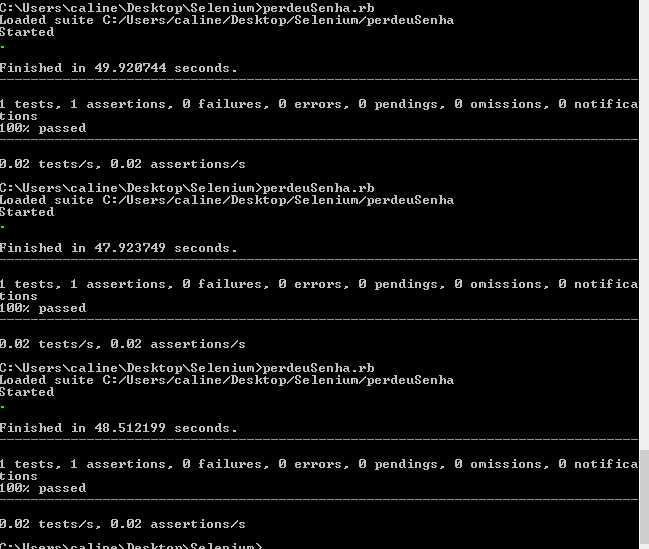 C:\Users\caline\Desktop\Selenium>perdeuSenha.rb
Loaded suite C:/Users/caline/Desktop/Selenium/perdeuSenha
Started
.
Finished in 49.920744 seconds.
--------------------------------------------------------------------------------
1 tests, 1 assertions, 0 failures, 0 errors, 0 pendings, 0 omissions, 0 notifica
tions
100% passed
--------------------------------------------------------------------------------
0.02 tests/s, 0.02 assertions/s
C:\Users\caline\Desktop\Selenium>perdeuSenha.rb
Loaded suite C:/Users/caline/Desktop/Selenium/perdeuSenha
Started
.
Finished in 47.923749 seconds.
--------------------------------------------------------------------------------
1 tests, 1 assertions, 0 failures, 0 errors, 0 pendings, 0 omissions, 0 notifica
tions
100% passed
--------------------------------------------------------------------------------
0.02 tests/s, 0.02 assertions/s
C:\Users\caline\Desktop\Selenium>perdeuSenha.rb
Loaded suite C:/Users/caline/Desktop/Selenium/perdeuSenha
Started
.
Finished in 48.512199 seconds.
--------------------------------------------------------------------------------
1 tests, 1 assertions, 0 failures, 0 errors, 0 pendings, 0 omissions, 0 notifica
tions
100% passed
--------------------------------------------------------------------------------
0.02 tests/s, 0.02 assertions/s
C:\Users\caline\Desktop\Selenium>